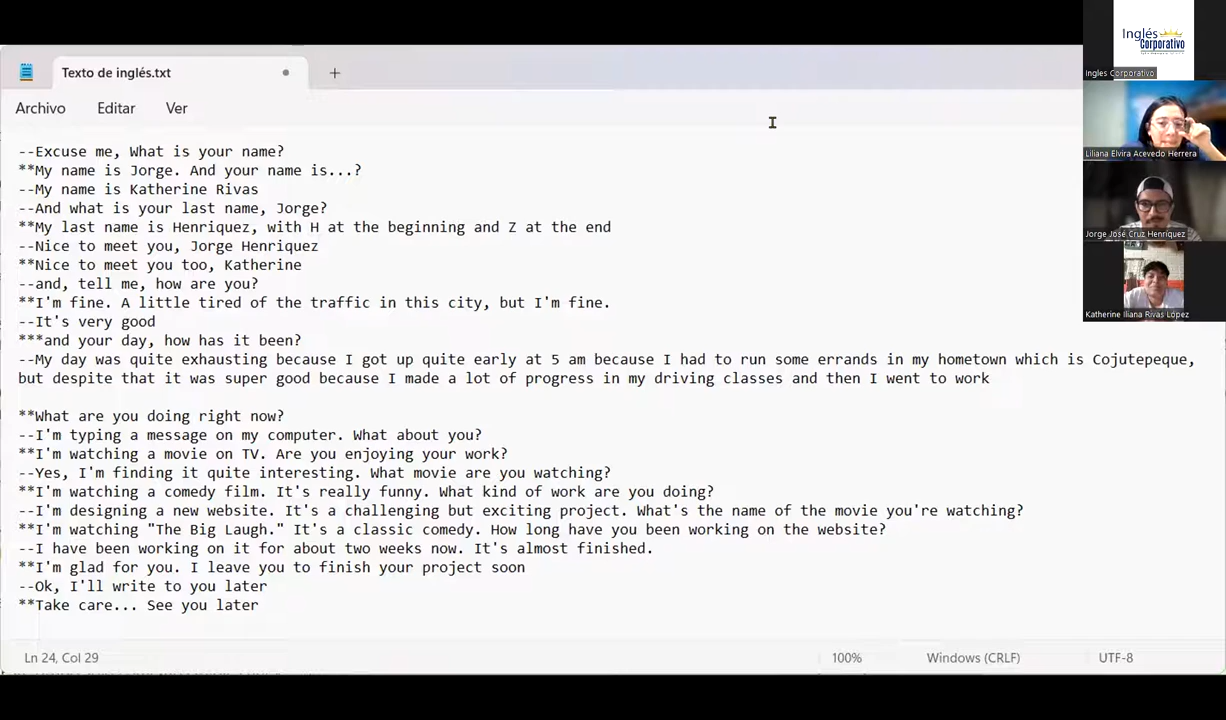 Texto de inglés.txt
Archivo Editar Ver
--Excuse me, What is your name?
**My name is Jorge. And your name is...?
--My name is Katherine Rivas
--And what is your last name, Jorge?
**My last name is Henriquez, with H at the beginning and Z at the end
--Nice to meet you, Jorge Henriquez
**Nice to meet you too, Katherine
--and, tell me, how are you?
**I'm fine. A little tired of the traffic in this city, but I'm fine.
--It's very good
***and your day, how has it been?
--My day was quite exhausting because I got up quite early at 5 am because I had to run some errands in my hometown which is Cojutepeque,
but despite that it was super good because I made a lot of progress in my driving classes and then I went to work
**What are you doing right now?
--I'm typing a message on my computer. What about you?
**I'm watching a movie on TV. Are you enjoying your work?
--Yes, I'm finding it quite interesting. What movie are you watching?
**I'm watching a comedy film. It's really funny. What kind of work are you doing?
--I'm designing a new website. It's a challenging but exciting project. What's the name of the movie you're watching?
**I'm watching "The Big Laugh." It's a classic comedy. How long have you been working on the website?
--I have been working on it for about two weeks now. It's almost finished.
**I'm glad for you. I leave you to finish your project soon
--Ok, I'll write to you later
**Take care... See you later
Ln 24, Col 29 100% Windows (CRLF) UTF-8
Inglés
Corporativo
Ingles Corporativo
Liliana Elvira Acevedo Herrera
Jorge José Cruz Henríquez
Katherine Iliana Rivas López